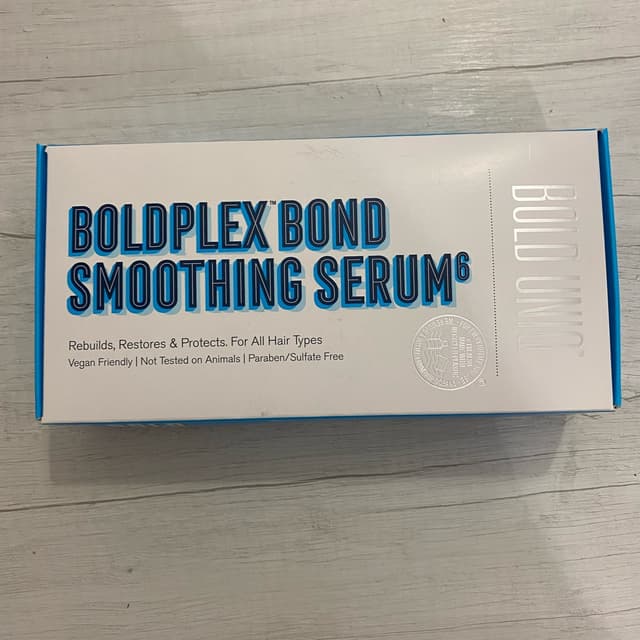 BOLDPLEX™ BOND
SMOOTHING SERUM⁶
Rebuilds, Restores & Protects. For All Hair Types
Vegan Friendly | Not Tested on Animals | Paraben/Sulfate Free
BOLD UNIQ